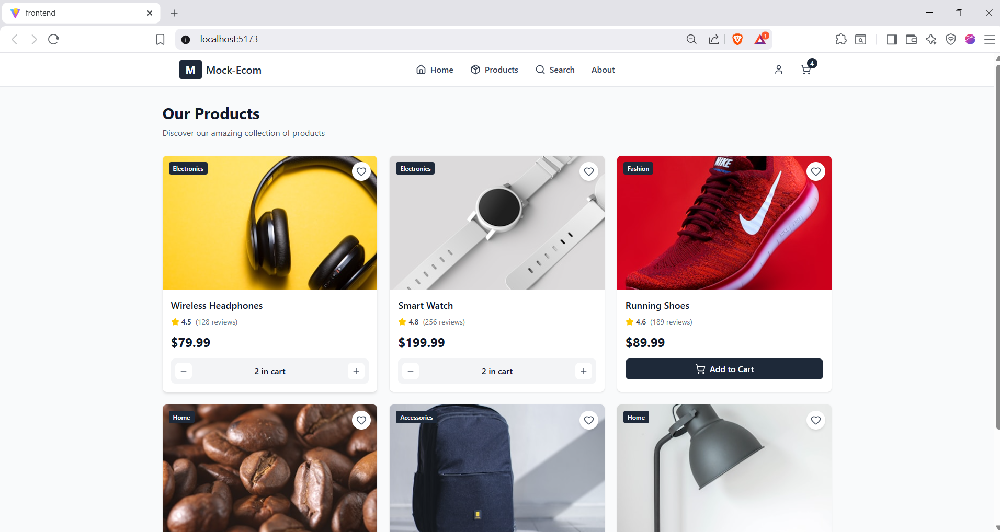 frontend
localhost:5173
1
M Mock-Ecom
Home Products Search About
4
Our Products
Discover our amazing collection of products
Electronics
Electronics
Fashion
NIKE
Wireless Headphones
4.5 (128 reviews)
$79.99
2 in cart
Smart Watch
4.8 (256 reviews)
$199.99
2 in cart
Running Shoes
4.6 (189 reviews)
$89.99
Add to Cart
Home
Accessories
Home